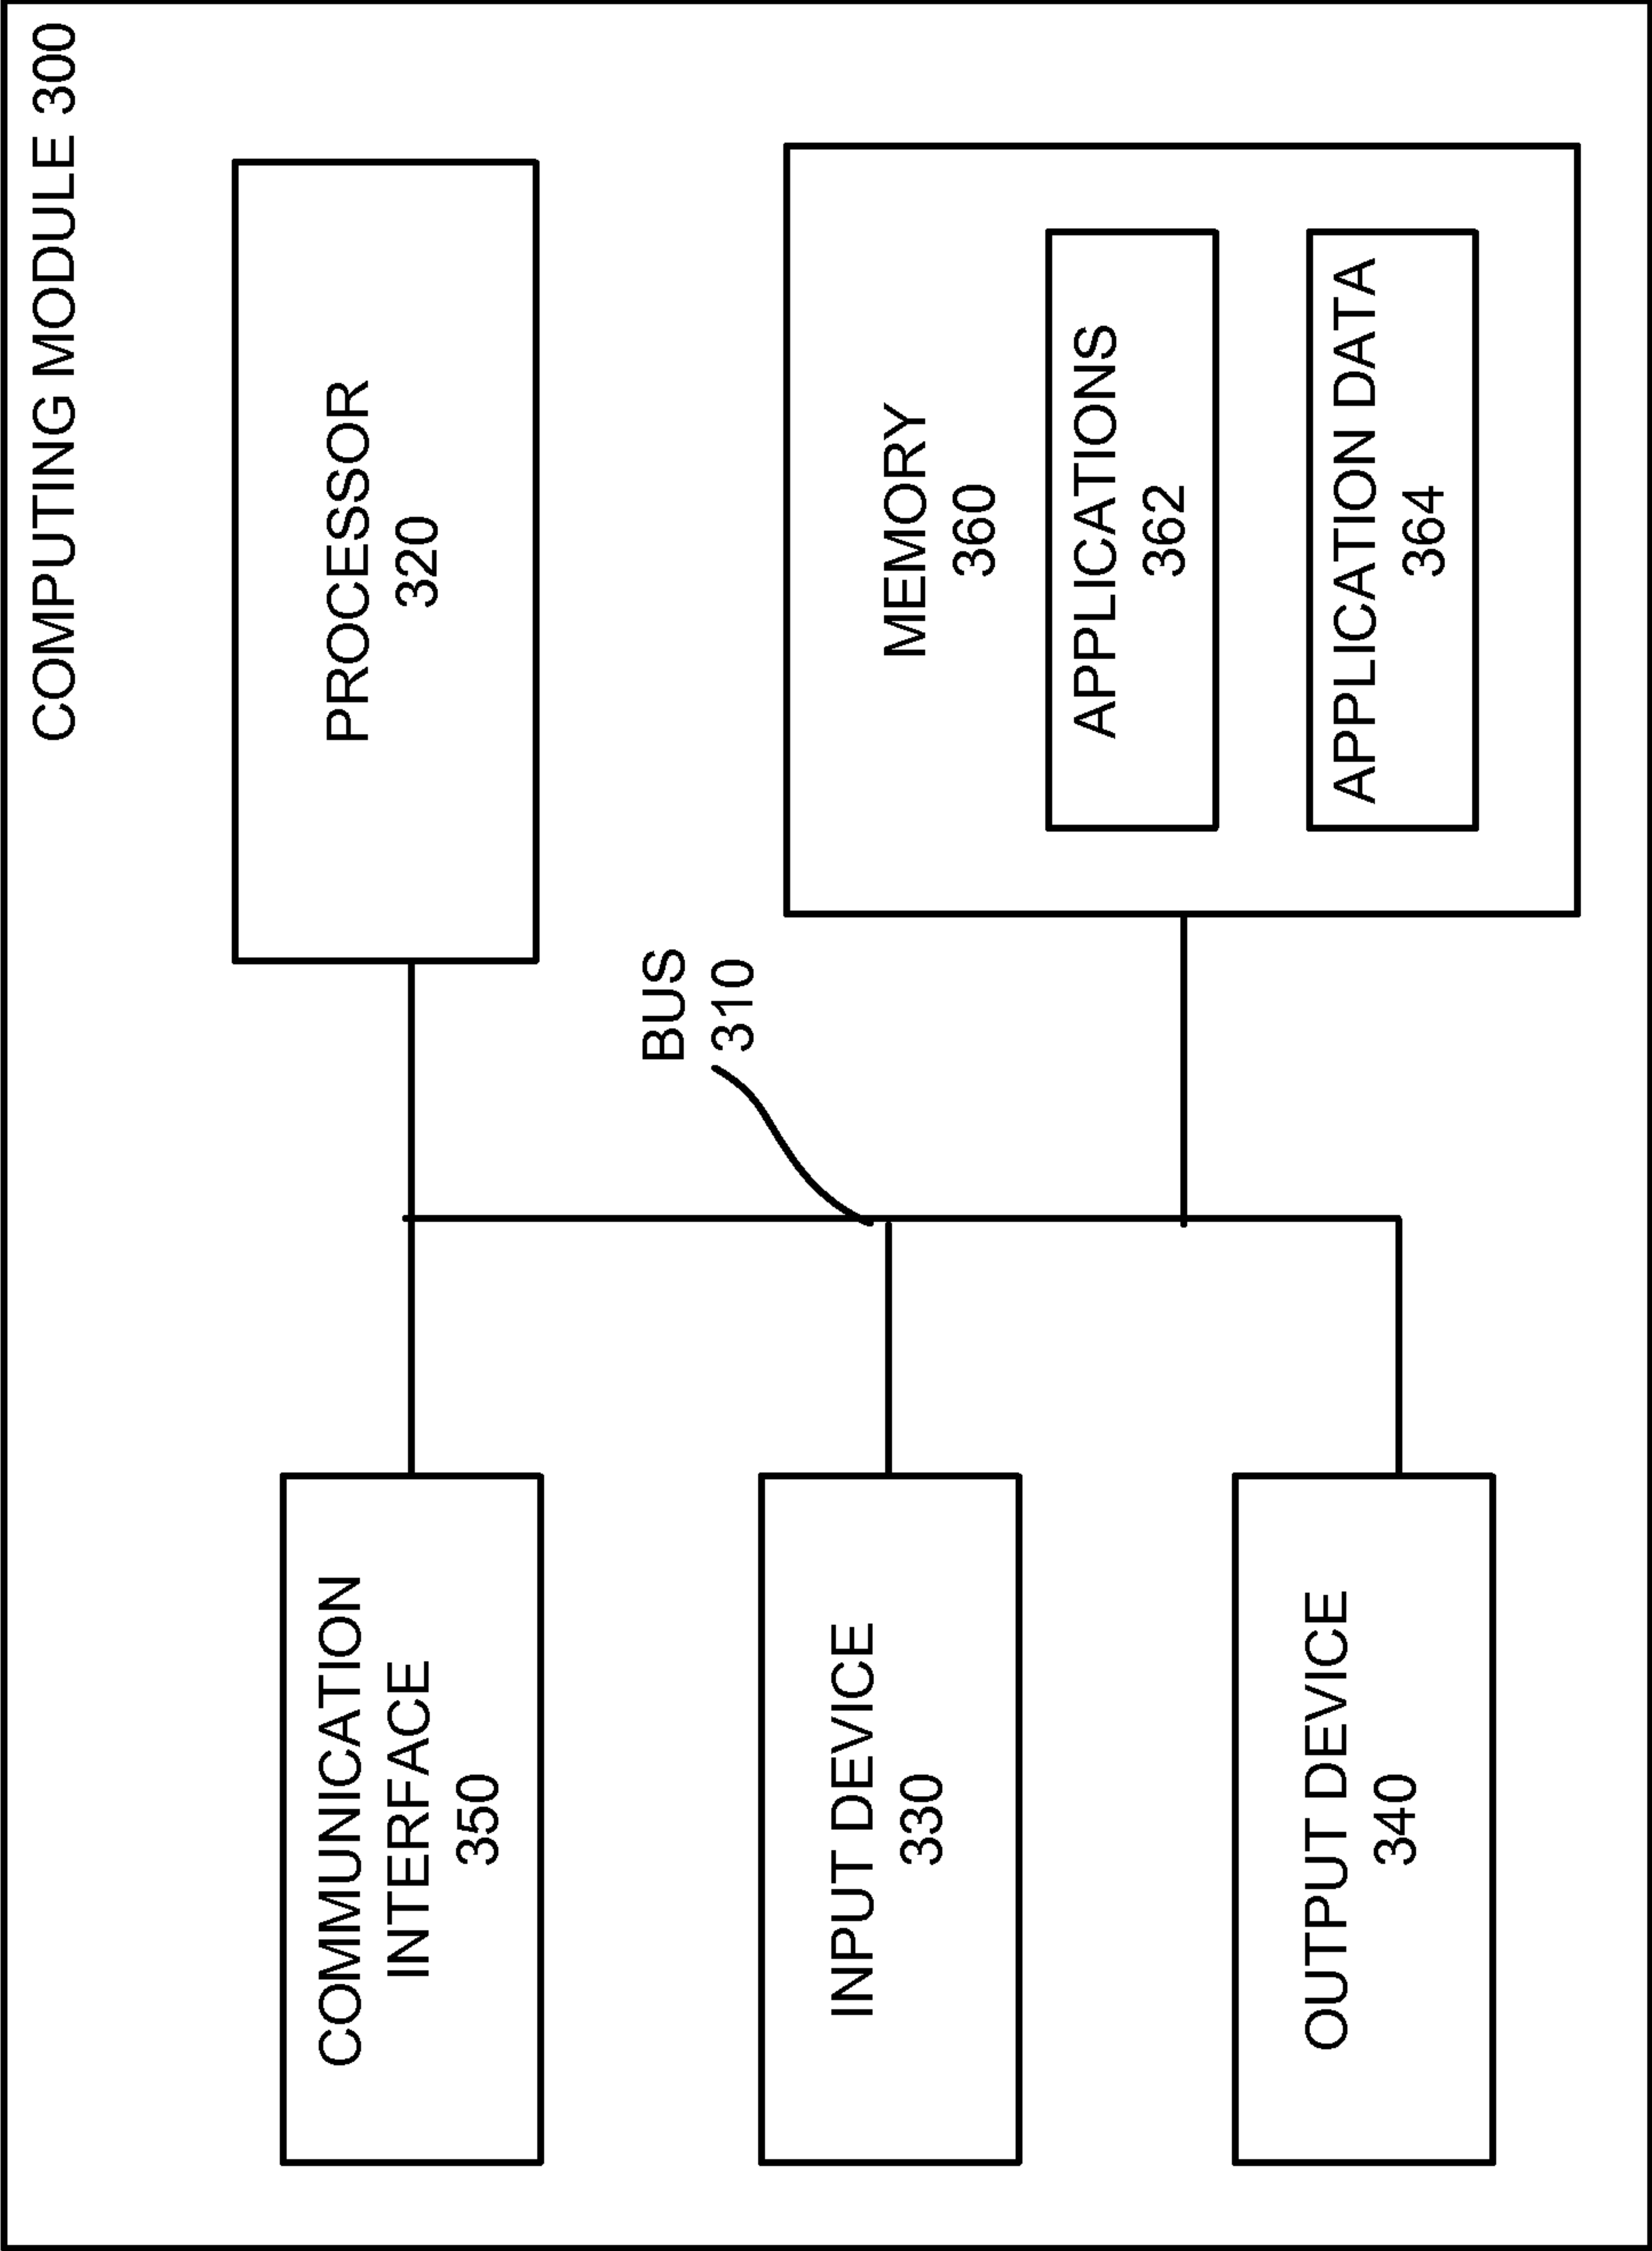 COMPUTING MODULE 300
COMMUNICATION
INTERFACE
350
PROCESSOR
320
BUS
310
INPUT DEVICE
330
MEMORY
360
APPLICATIONS
362
OUTPUT DEVICE
340
APPLICATION DATA
364